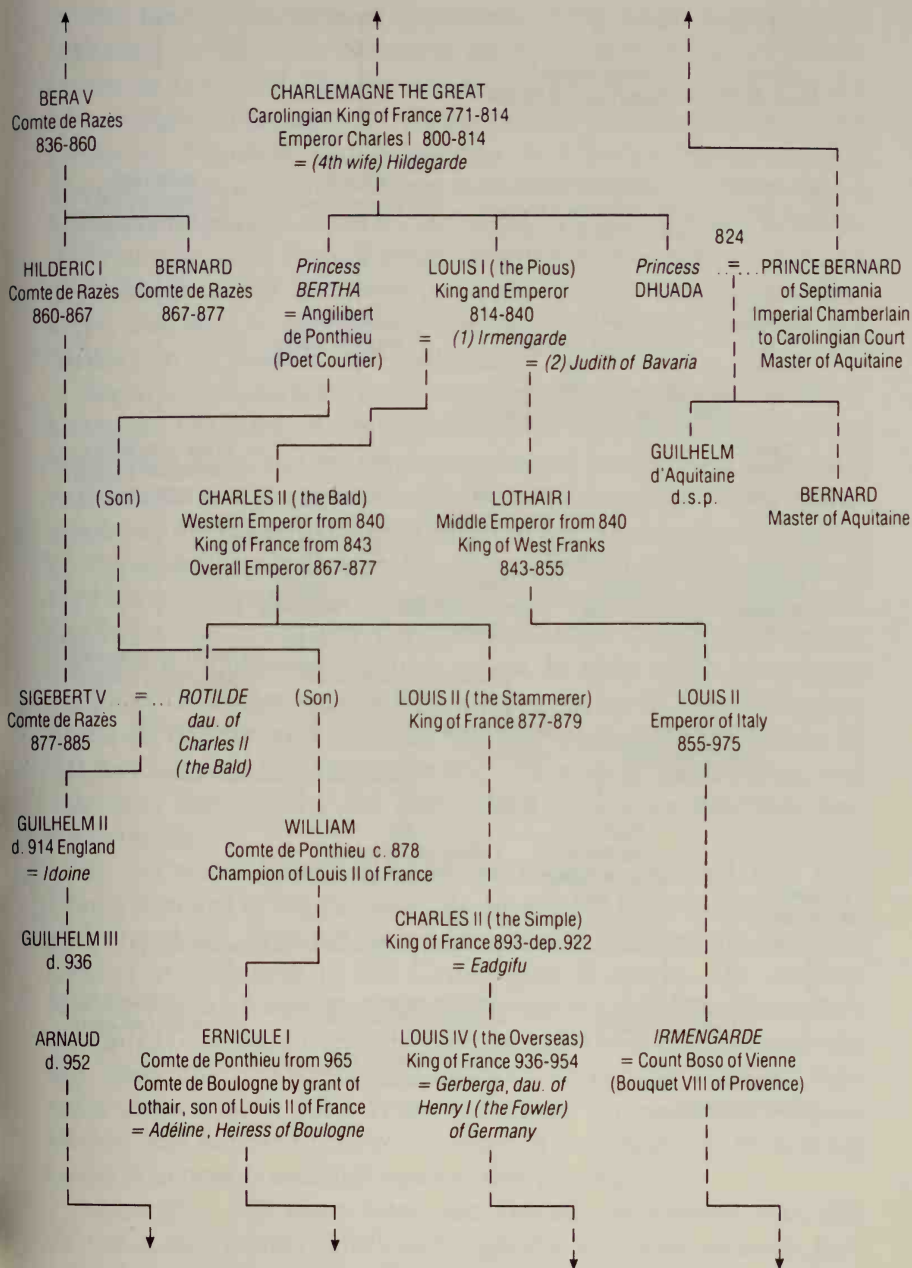 BERA V
Comte de Razès
836-860
CHARLEMAGNE THE GREAT
Carolingian King of France 771-814
Emperor Charles I 800-814
= (4th wife) Hildegarde
HILDERIC I
Comte de Razès
860-867
BERNARD
Comte de Razès
867-877
Princess
BERTHA
= Angilibert
de Ponthieu
(Poet Courtier)
LOUIS I (the Pious)
King and Emperor
814-840
= (1) Irmengarde
= (2) Judith of Bavaria
Princess
DHUADA
824
..=...
PRINCE BERNARD
of Septimania
Imperial Chamberlain
to Carolingian Court
Master of Aquitaine
GUILHELM
d'Aquitaine
d.s.p.
BERNARD
Master of Aquitaine
(Son)
CHARLES II (the Bald)
Western Emperor from 840
King of France from 843
Overall Emperor 867-877
LOTHAIR I
Middle Emperor from 840
King of West Franks
843-855
SIGEBERT V
Comte de Razès
877-885
..=..
ROTILDE
dau. of
Charles II
(the Bald)
(Son)
LOUIS II (the Stammerer)
King of France 877-879
LOUIS II
Emperor of Italy
855-975
GUILHELM II
d. 914 England
= Idoine
WILLIAM
Comte de Ponthieu c. 878
Champion of Louis II of France
GUILHELM III
d. 936
CHARLES II (the Simple)
King of France 893-dep.922
= Eadgifu
ARNAUD
d. 952
ERNICULE I
Comte de Ponthieu from 965
Comte de Boulogne by grant of
Lothair, son of Louis II of France
= Adéline, Heiress of Boulogne
LOUIS IV (the Overseas)
King of France 936-954
= Gerberga, dau. of
Henry I (the Fowler)
of Germany
IRMENGARDE
= Count Boso of Vienne
(Bouquet VIII of Provence)